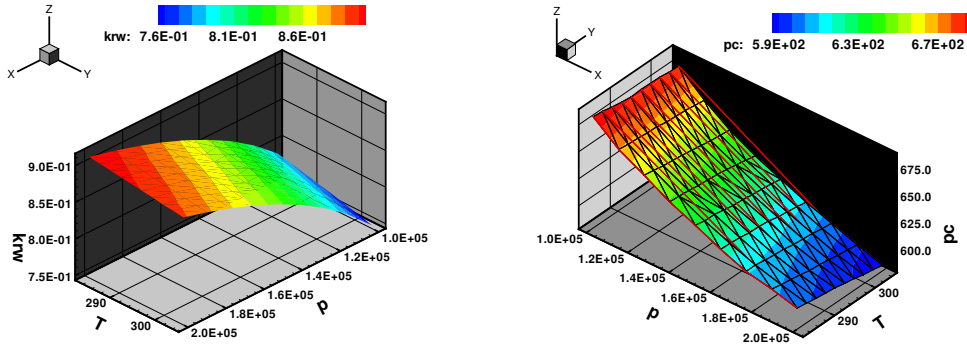 Z
X
Y
krw: 7.6E-01 8.1E-01 8.6E-01
9.0E-01
8.5E-01
8.0E-01
7.5E-01
krw
290
300
T
2.0E+05
1.8E+05
1.6E+05
1.4E+05
1.2E+05
1.0E+05
p
Z
Y
X
pc: 5.9E+02 6.3E+02 6.7E+02
675.0
650.0
625.0
600.0
pc
1.0E+05
1.2E+05
1.4E+05
1.6E+05
1.8E+05
2.0E+05
p
290
300
T